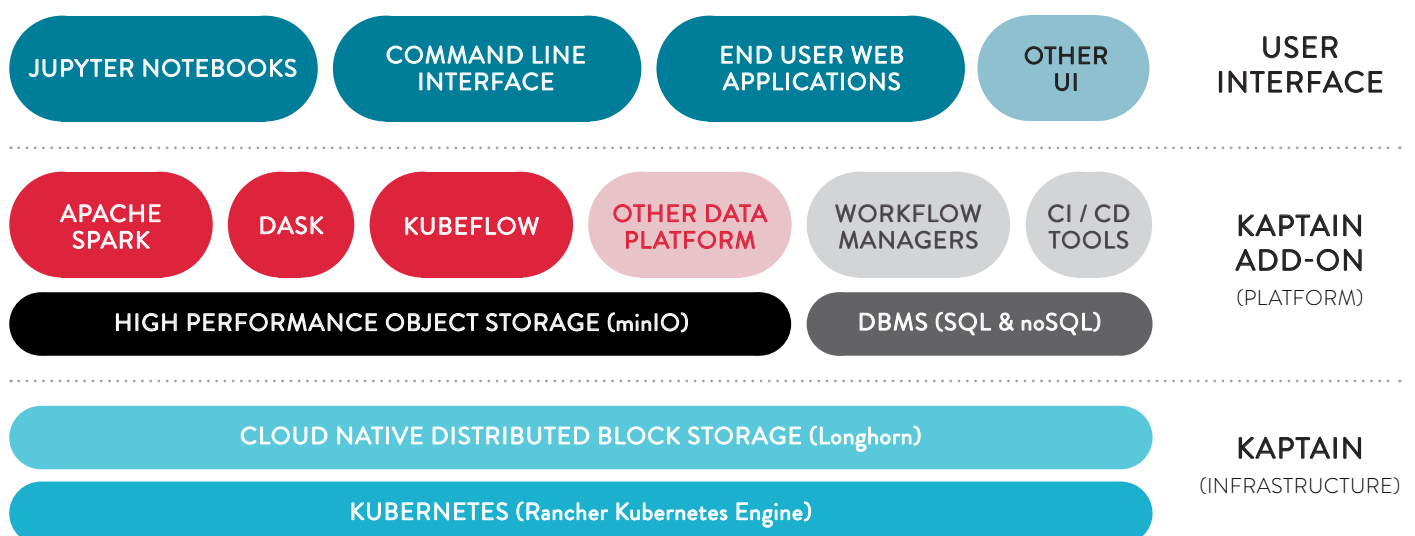 JUPYTER NOTEBOOKS
COMMAND LINE
INTERFACE
END USER WEB
APPLICATIONS
OTHER
UI
USER
INTERFACE
APACHE
SPARK
DASK
KUBEFLOW
OTHER DATA
PLATFORM
WORKFLOW
MANAGERS
CI / CD
TOOLS
KAPTAIN
ADD-ON
(PLATFORM)
HIGH PERFORMANCE OBJECT STORAGE (minIO)
DBMS (SQL & noSQL)
CLOUD NATIVE DISTRIBUTED BLOCK STORAGE (Longhorn)
KAPTAIN
(INFRASTRUCTURE)
KUBERNETES (Rancher Kubernetes Engine)